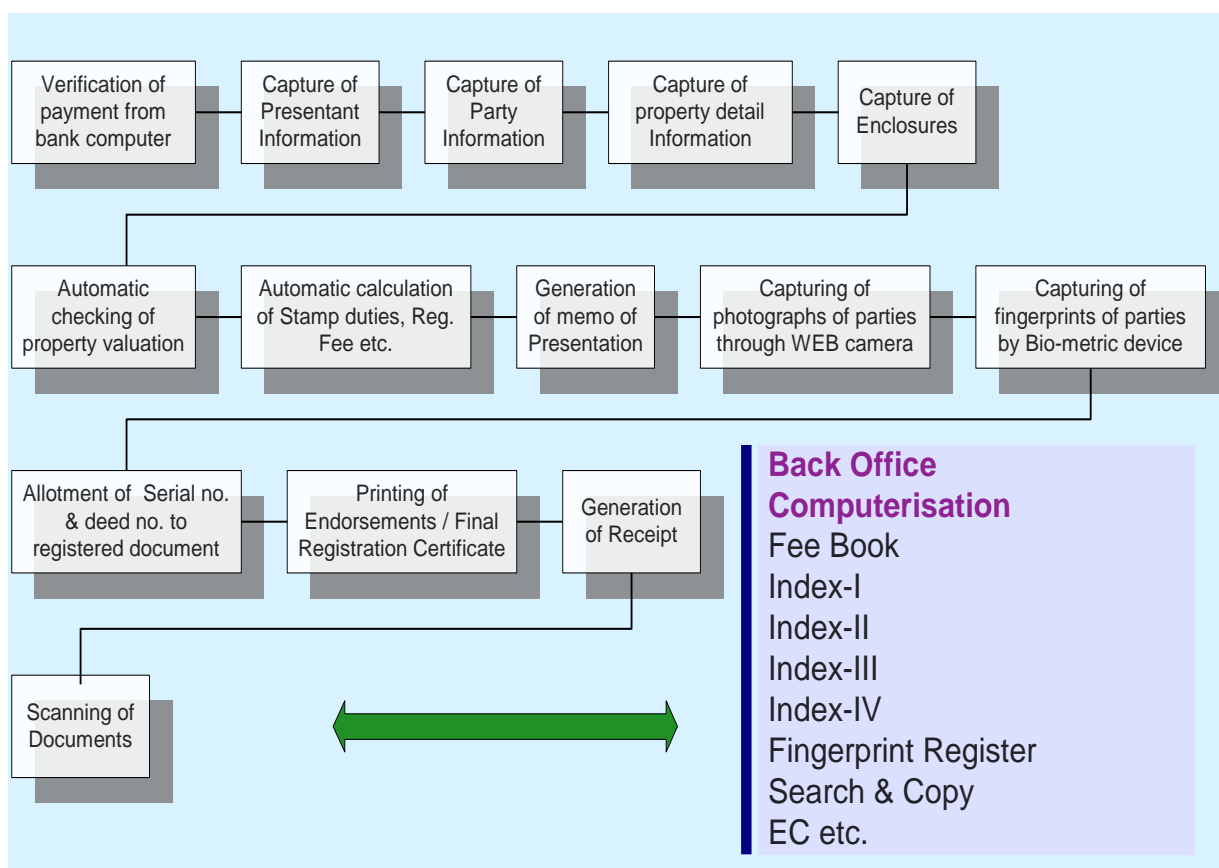 Verification of
payment from
bank computer
Capture of
Presentant
Information
Capture of
Party
Information
Capture of
property detail
Information
Capture of
Enclosures
Automatic
checking of
property valuation
Automatic calculation
of Stamp duties, Reg.
Fee etc.
Generation
of memo of
Presentation
Capturing of
photographs of parties
through WEB camera
Capturing of
fingerprints of parties
by Bio-metric device
Allotment of Serial no.
& deed no. to
registered document
Printing of
Endorsements / Final
Registration Certificate
Generation
of Receipt
Scanning of
Documents
Back Office
Computerisation
Fee Book
Index-I
Index-II
Index-III
Index-IV
Fingerprint Register
Search & Copy
EC etc.